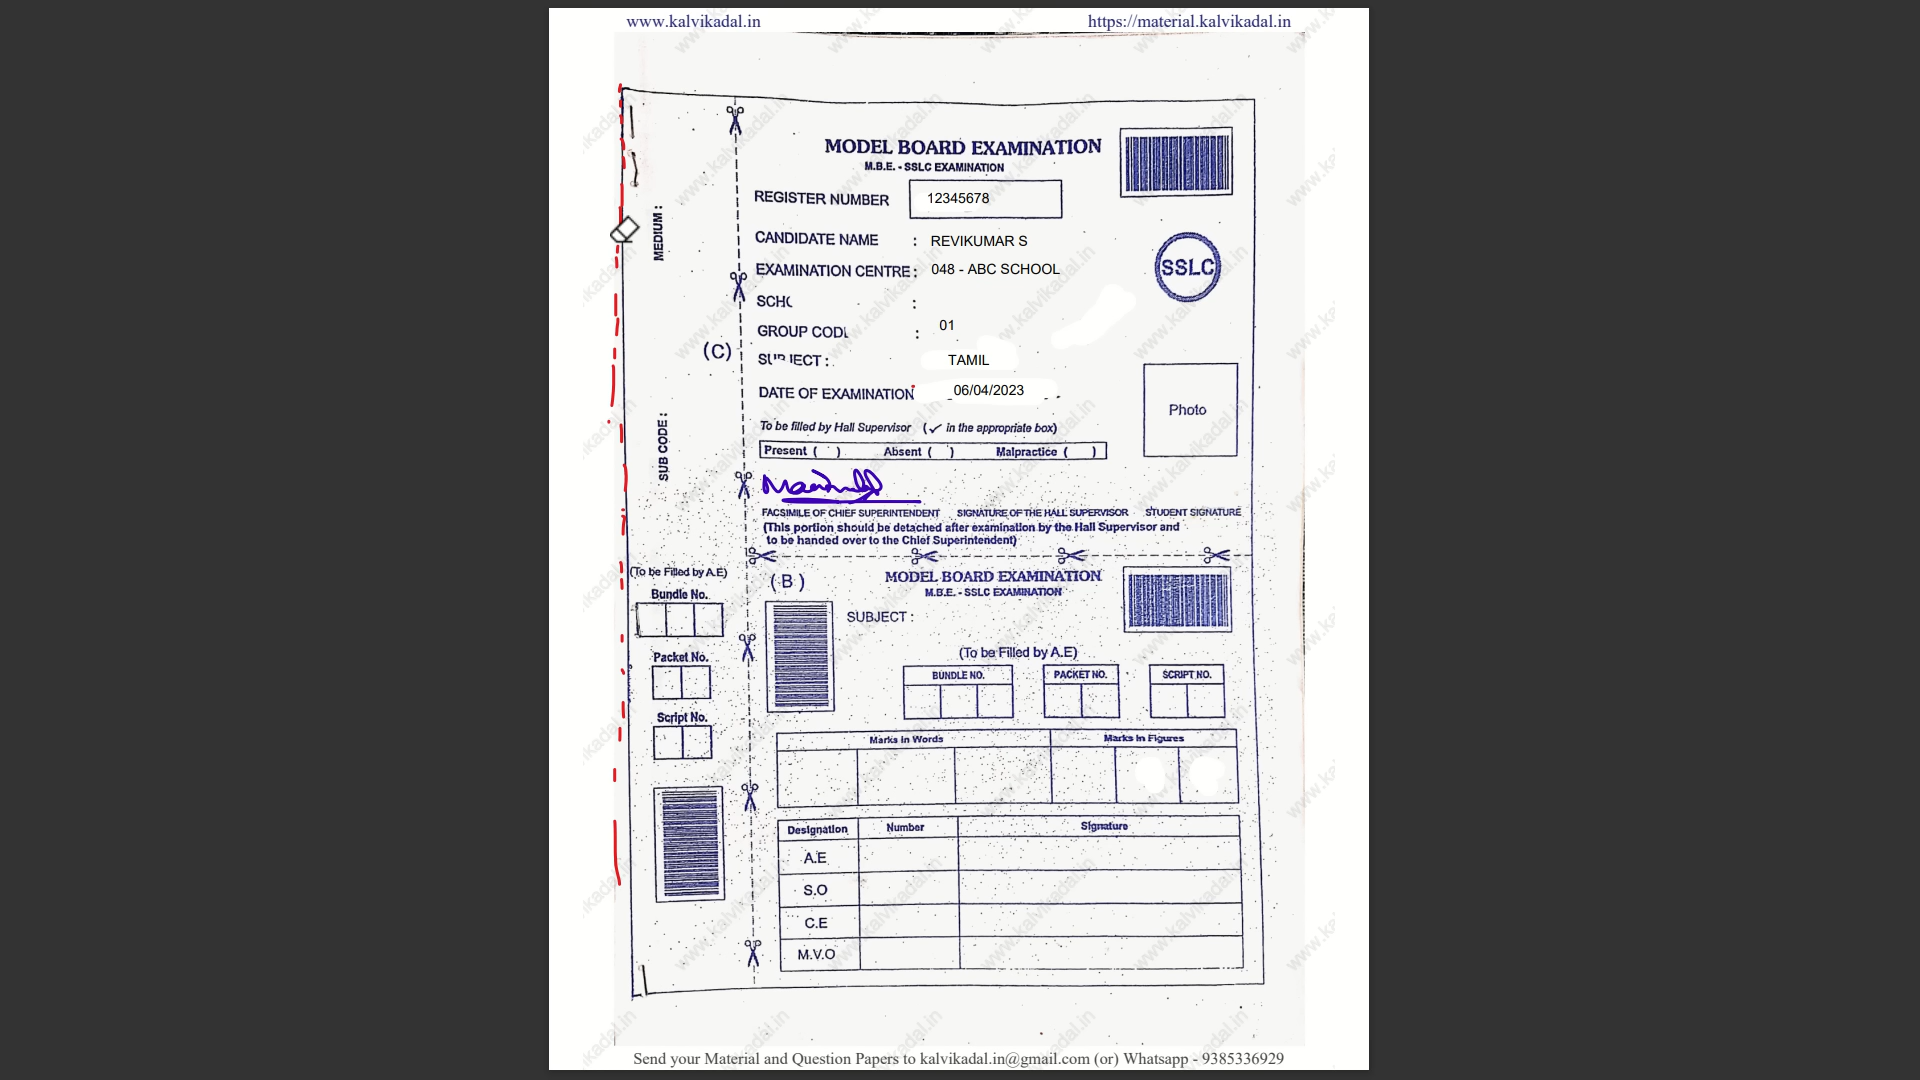 www.kalvikadal.in https://material.kalvikadal.in
MODEL BOARD EXAMINATION
M.B.E. - SSLC EXAMINATION
REGISTER NUMBER 12345678
CANDIDATE NAME : REVIKUMAR S
EXAMINATION CENTRE : 048 - ABC SCHOOL
SSLC
:
GROUP COD : 01
SUBJECT : TAMIL
DATE OF EXAMINATION 06/04/2023
Photo
To be filled by Hall Supervisor (✓ in the appropriate box)
Present ( ) Absent ( ) Malpractice ( )
FACSIMILE OF CHIEF SUPERINTENDENT SIGNATURE OF THE HALL SUPERVISOR STUDENT SIGNATURE
(This portion should be detached after examination by the Hall Supervisor and
to be handed over to the Chief Superintendent)
MEDIUM :
(C)
SUB CODE :
(To be Filled by A.E)
Bundle No.
Packet No.
Script No.
(B)
MODEL BOARD EXAMINATION
M.B.E. - SSLC EXAMINATION
SUBJECT :
(To be Filled by A.E)
BUNDLE NO. PACKET NO. SCRIPT NO.
Marks in Words Marks in Figures
Designation Number Signature
A.E
S.O
C.E
M.V.O
www.kalvikadal.in
Send your Material and Question Papers to kalvikadal.in@gmail.com (or) Whatsapp - 9385336929